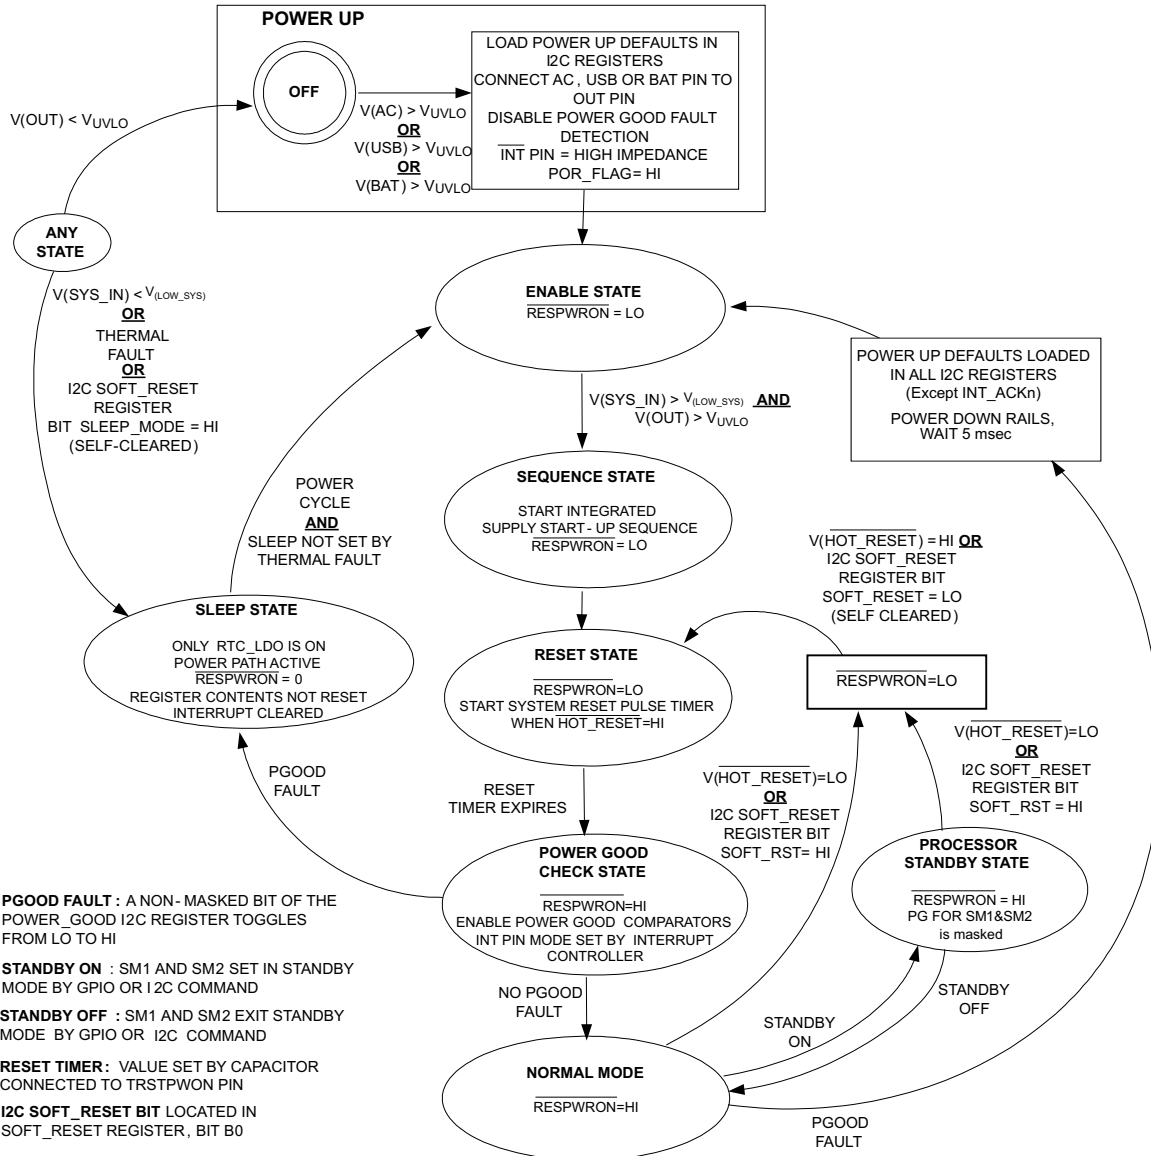 POWER UP
OFF
V(AC) > VUVLO
OR
V(USB) > VUVLO
OR
V(BAT) > VUVLO
LOAD POWER UP DEFAULTS IN
I2C REGISTERS
CONNECT AC, USB OR BAT PIN TO
OUT PIN
DISABLE POWER GOOD FAULT
DETECTION
INT PIN = HIGH IMPEDANCE
POR_FLAG= HI
V(OUT) < VUVLO
ANY
STATE
V(SYS_IN) < V(LOW_SYS)
OR
THERMAL
FAULT
OR
I2C SOFT_RESET
REGISTER
BIT SLEEP_MODE = HI
(SELF-CLEARED)
ENABLE STATE
RESPWRON = LO
POWER UP DEFAULTS LOADED
IN ALL I2C REGISTERS
(Except INT_ACKn)
POWER DOWN RAILS,
WAIT 5 msec
V(SYS_IN) > V(LOW_SYS) AND
V(OUT) > VUVLO
POWER
CYCLE
AND
SLEEP NOT SET BY
THERMAL FAULT
SEQUENCE STATE
START INTEGRATED
SUPPLY START-UP SEQUENCE
RESPWRON = LO
V(HOT_RESET) = HI OR
I2C SOFT_RESET
REGISTER BIT
SOFT_RESET = LO
(SELF CLEARED)
SLEEP STATE
ONLY RTC_LDO IS ON
POWER PATH ACTIVE
RESPWRON = 0
REGISTER CONTENTS NOT RESET
INTERRUPT CLEARED
RESET STATE
RESPWRON=LO
START SYSTEM RESET PULSE TIMER
WHEN HOT_RESET=HI
RESPWRON=LO
PGOOD
FAULT
RESET
TIMER EXPIRES
V(HOT_RESET)=LO
OR
I2C SOFT_RESET
REGISTER BIT
SOFT_RST= HI
V(HOT_RESET)=LO
OR
I2C SOFT_RESET
REGISTER BIT
SOFT_RST = HI
POWER GOOD
CHECK STATE
RESPWRON=HI
ENABLE POWER GOOD COMPARATORS
INT PIN MODE SET BY INTERRUPT
CONTROLLER
PROCESSOR
STANDBY STATE
RESPWRON = HI
PG FOR SM1&SM2
is masked
NO PGOOD
FAULT
STANDBY
ON
STANDBY
OFF
NORMAL MODE
RESPWRON=HI
PGOOD
FAULT
PGOOD FAULT : A NON-MASKED BIT OF THE
POWER_GOOD I2C REGISTER TOGGLES
FROM LO TO HI
STANDBY ON : SM1 AND SM2 SET IN STANDBY
MODE BY GPIO OR I2C COMMAND
STANDBY OFF : SM1 AND SM2 EXIT STANDBY
MODE BY GPIO OR I2C COMMAND
RESET TIMER: VALUE SET BY CAPACITOR
CONNECTED TO TRSTPWON PIN
I2C SOFT_RESET BIT LOCATED IN
SOFT_RESET REGISTER, BIT B0